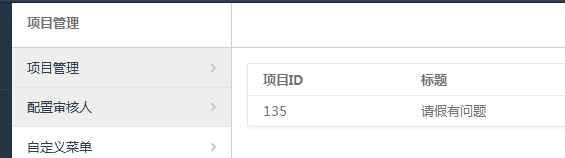 项目管理
项目管理
配置审核人
自定义菜单
项目ID 标题
135 请假有问题